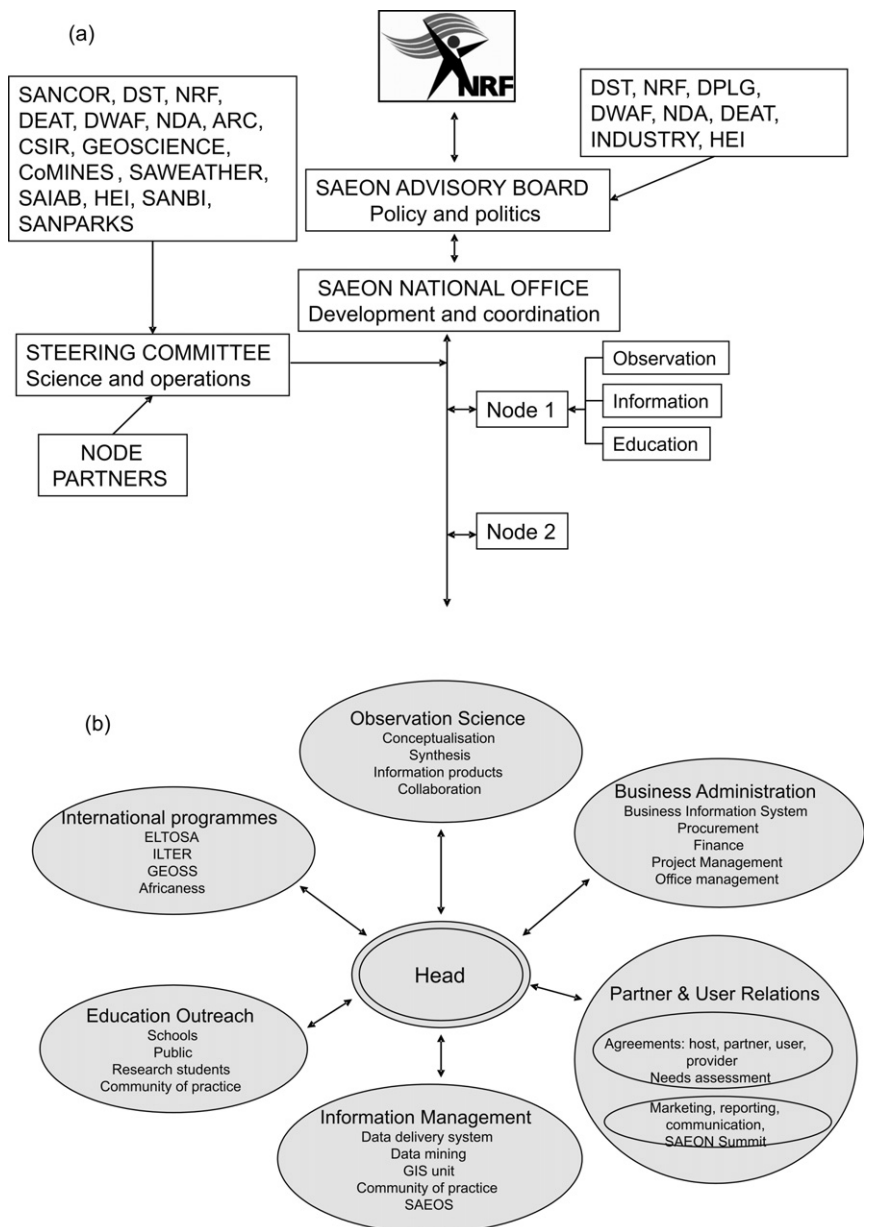 (a)
NRF
SANCOR, DST, NRF,
DEAT, DWAF, NDA, ARC,
CSIR, GEOSCIENCE,
CoMINES, SAWEATHER,
SAIAB, HEI, SANBI,
SANPARKS
DST, NRF, DPLG,
DWAF, NDA, DEAT,
INDUSTRY, HEI
SAEON ADVISORY BOARD
Policy and politics
SAEON NATIONAL OFFICE
Development and coordination
STEERING COMMITTEE
Science and operations
NODE
PARTNERS
Node 1
Observation
Information
Education
Node 2
(b)
Observation Science
Conceptualisation
Synthesis
Information products
Collaboration
International programmes
ELTOSA
ILTER
GEOSS
Africaness
Business Administration
Business Information System
Procurement
Finance
Project Management
Office management
Head
Education Outreach
Schools
Public
Research students
Community of practice
Partner & User Relations
Agreements: host, partner, user,
provider
Needs assessment
Marketing, reporting,
communication,
SAEON Summit
Information Management
Data delivery system
Data mining
GIS unit
Community of practice
SAEOS